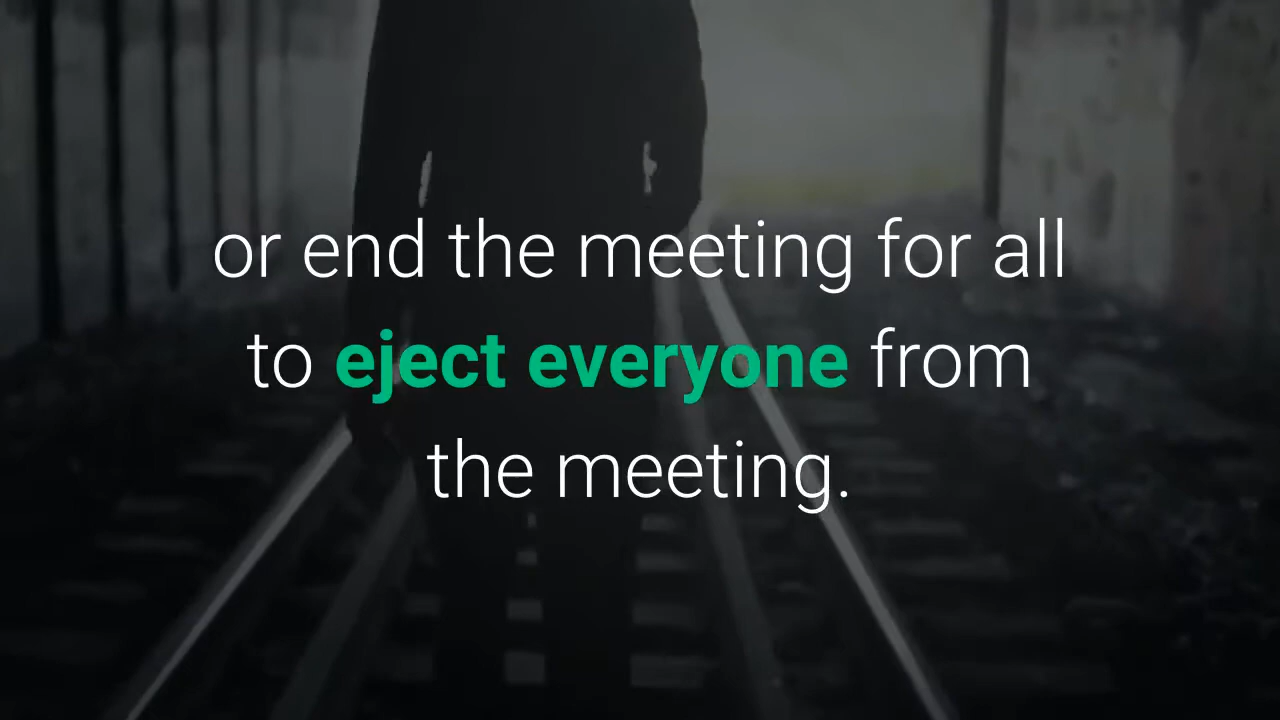 or end the meeting for all
to eject everyone from
the meeting.